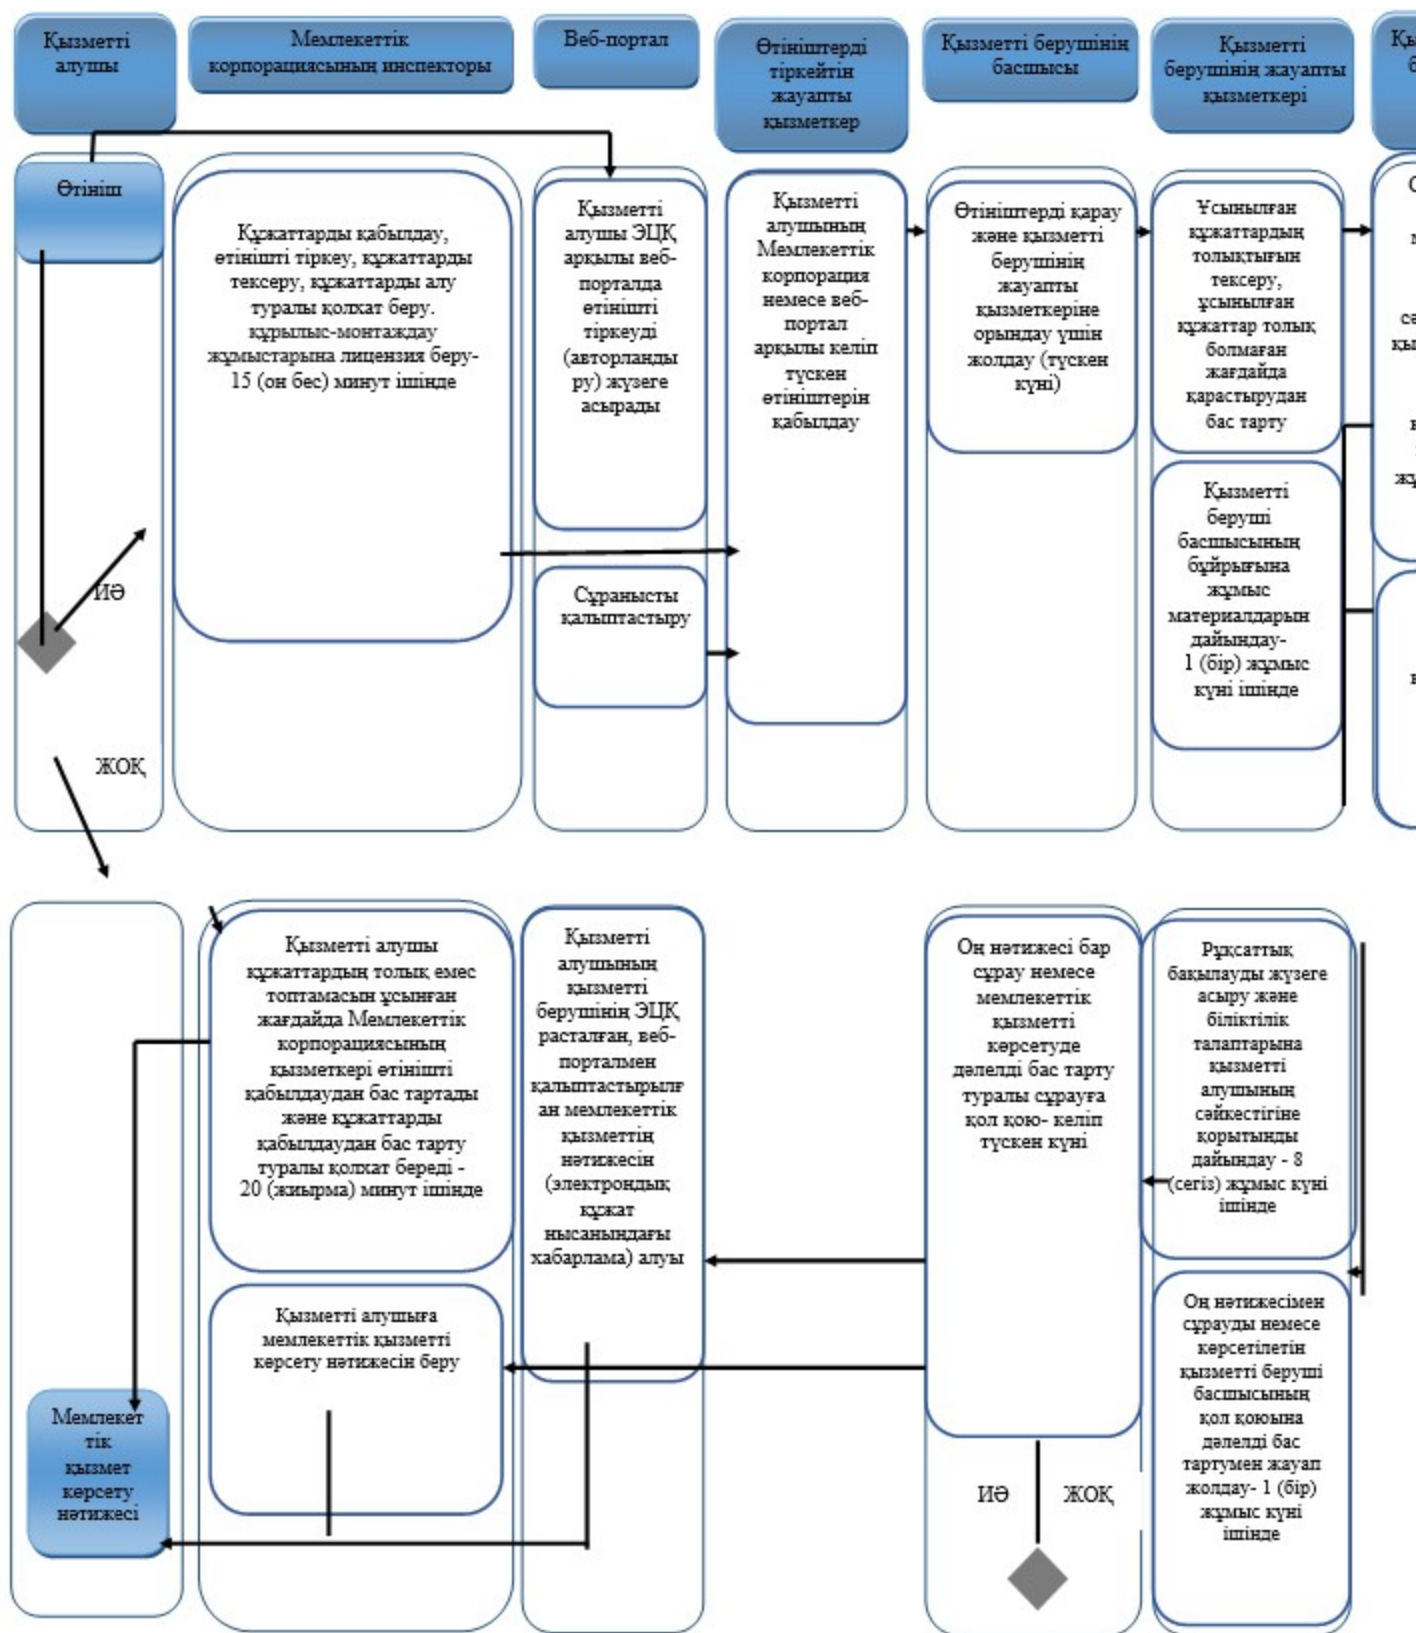 Қызметті
алушы
Мемлекеттік
корпорациясының инспекторы
Веб-портал
Өтініштерді
тіркейтін
жауапты
қызметкер
Қызметті берушінің
басшысы
Қызметті
берушінің жауапты
қызметкері
Өтініш
ИӘ
ЖОҚ
Құжаттарды қабылдау,
өтінішті тіркеу, құжаттарды
тексеру, құжаттарды алу
туралы қолхат беру.
құрылыс-монтаждау
жұмыстарына лицензия беру-
15 (он бес) минут ішінде
Қызметті
алушы ЭЦҚ
арқылы веб-
порталда
өтінішті
тіркеуді
(авторланды
ру) жүзеге
асырады
Сұранысты
қалыптастыру
Қызметті
алушының
Мемлекеттік
корпорация
немесе веб-
портал
арқылы келіп
түскен
өтініштерін
қабылдау
Өтініштерді қарау
және қызметті
берушінің
жауапты
қызметкеріне
орындау үшін
жолдау (түскен
күні)
Ұсынылған
құжаттардың
толықтығын
тексеру,
ұсынылған
құжаттар толық
болмаған
жағдайда
қарастырудан
бас тарту
Қызметті
беруші
басшысының
бұйрығына
жұмыс
материалдарын
дайындау-
1 (бір) жұмыс
күні ішінде
Қызметті алушы
құжаттардың толық емес
топтамасын ұсынған
жағдайда Мемлекеттік
корпорациясының
қызметкері өтінішті
қабылдаудан бас тартады
және құжаттарды
қабылдаудан бас тарту
туралы қолхат береді -
20 (жиырма) минут ішінде
Қызметті алушыға
мемлекеттік қызметті
көрсету нәтижесін беру
Мемлекет
тік
қызмет
көрсету
нәтижесі
Қызметті
алушының
қызметті
берушінің ЭЦҚ
расталған, веб-
порталмен
қалыптастырылғ
ан мемлекеттік
қызметтің
нәтижесін
(электрондық
құжат
нысанындағы
хабарлама) алуы
Оң нәтижесі бар
сұрау немесе
мемлекеттік
қызметті
көрсетуде
дәлелді бас тарту
туралы сұрауға
қол қою- келіп
түскен күні
ИӘ
ЖОҚ
Рұқсаттық
бақылауды жүзеге
асыру және
біліктілік
талаптарына
қызметті
алушының
сәйкестігіне
қорытынды
дайындау - 8
(сегіз) жұмыс күні
ішінде
Оң нәтижесімен
сұрауды немесе
көрсетілетін
қызметті беруші
басшысының
қол қоюына
дәлелді бас
тартумен жауап
жолдау- 1 (бір)
жұмыс күні
ішінде